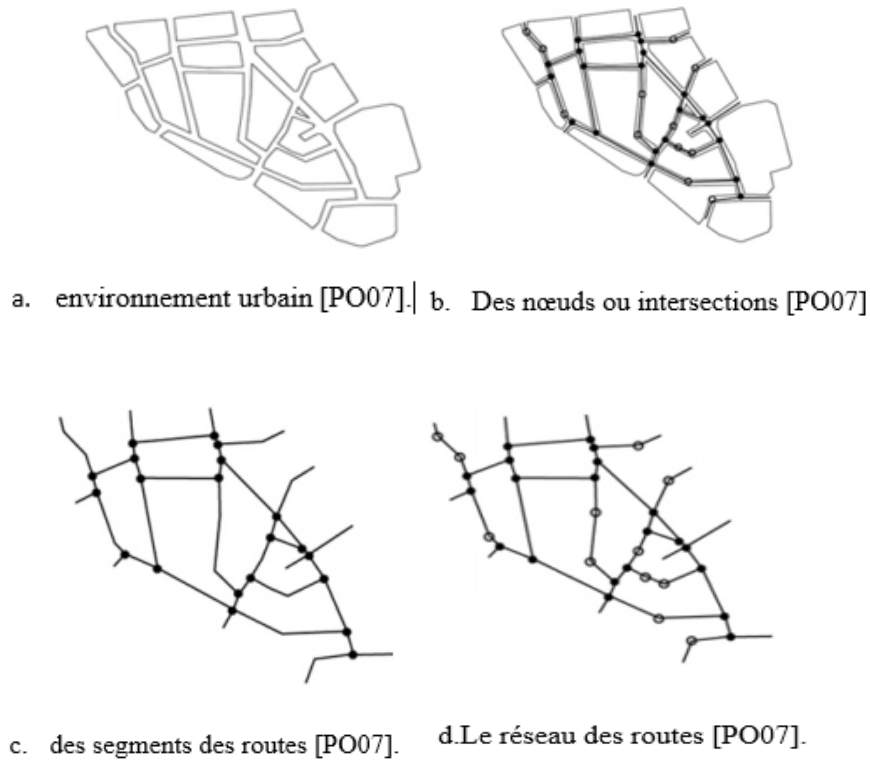 a. environnement urbain [PO07].
b. Des nœuds ou intersections [PO07]
c. des segments des routes [PO07].
d.Le réseau des routes [PO07].